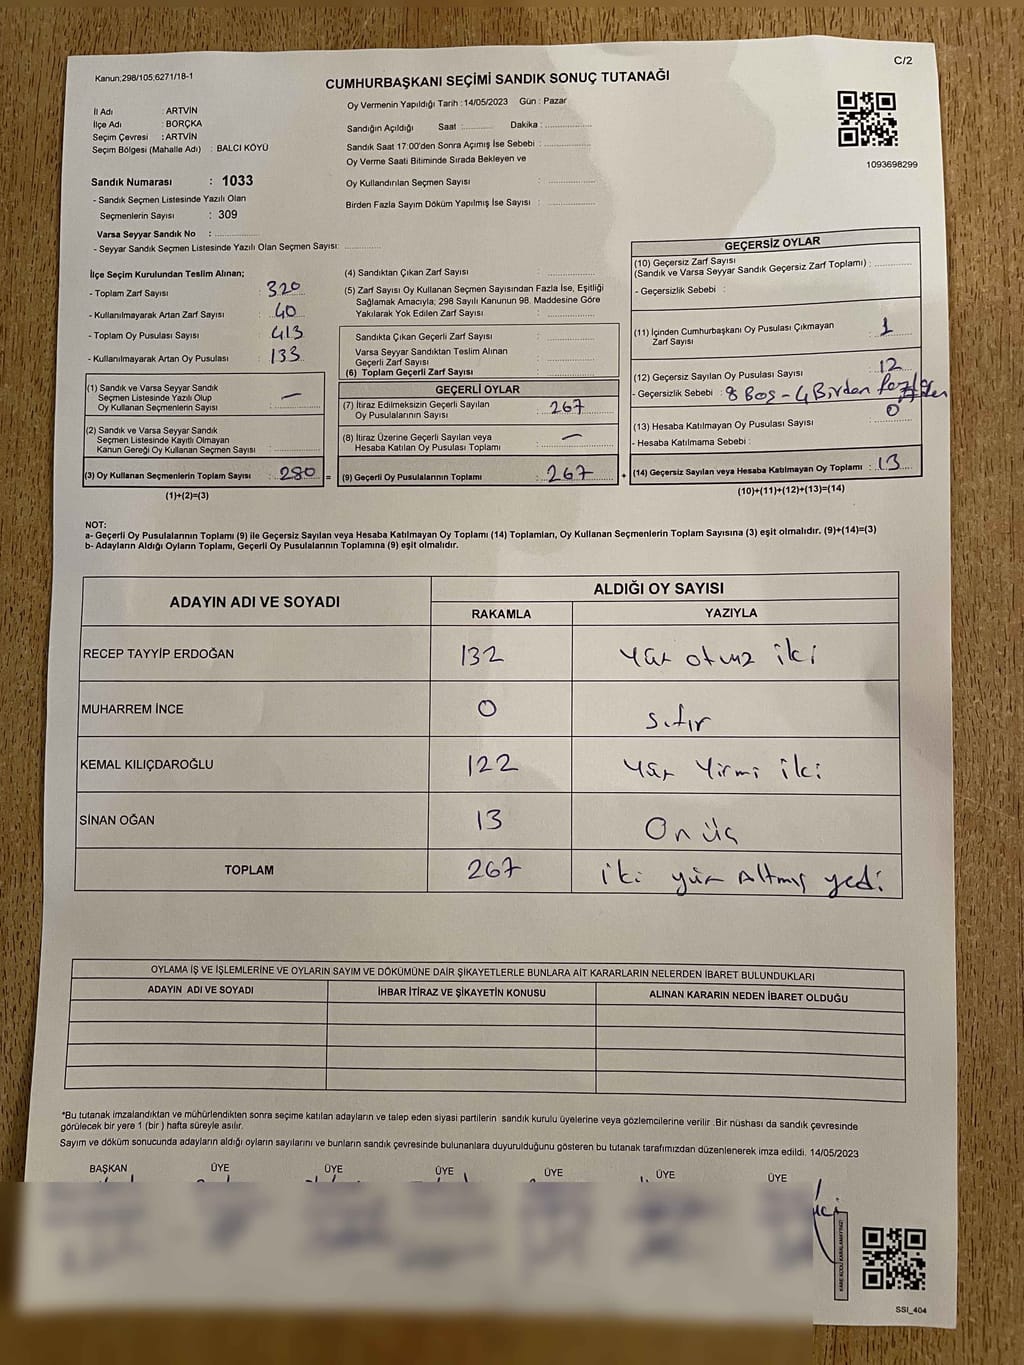 Kanun;298/105;6271/18-1
C/2
CUMHURBAŞKANI SEÇİMİ SANDIK SONUÇ TUTANAĞI
İl Adı : ARTVİN
İlçe Adı : BORÇKA
Seçim Çevresi : ARTVİN
Seçim Bölgesi (Mahalle Adı) : BALCI KÖYÜ
Oy Vermenin Yapıldığı Tarih :14/05/2023 Gün : Pazar
Sandığın Açıldığı Saat :.......... Dakika :..............
Sandık Saat 17:00'den Sonra Açımış İse Sebebi :..............
Oy Verme Saati Bitiminde Sırada Bekleyen ve
Oy Kullandırılan Seçmen Sayısı :..............
Birden Fazla Sayım Döküm Yapılmış İse Sayısı :..............
1093698299
Sandık Numarası : 1033
- Sandık Seçmen Listesinde Yazılı Olan
Seçmenlerin Sayısı : 309
Varsa Seyyar Sandık No :..............
- Seyyar Sandık Seçmen Listesinde Yazılı Olan Seçmen Sayısı: ..............
İlçe Seçim Kurulundan Teslim Alınan;
- Toplam Zarf Sayısı : 320
- Kullanılmayarak Artan Zarf Sayısı : 40
- Toplam Oy Pusulası Sayısı : 413
- Kullanılmayarak Artan Oy Pusulası : 133
(1) Sandık ve Varsa Seyyar Sandık
Seçmen Listesinde Yazılı Olup
Oy Kullanan Seçmenlerin Sayısı : —
(2) Sandık ve Varsa Seyyar Sandık
Seçmen Listesinde Kayıtlı Olmayan
Kanun Gereği Oy Kullanan Seçmen Sayısı :..............
(3) Oy Kullanan Seçmenlerin Toplam Sayısı : 280 =
(1)+(2)=(3)
(4) Sandıktan Çıkan Zarf Sayısı :..............
(5) Zarf Sayısı Oy Kullanan Seçmen Sayısından Fazla İse, Eşitliği
Sağlamak Amacıyla; 298 Sayılı Kanunun 98. Maddesine Göre
Yakılarak Yok Edilen Zarf Sayısı :..............
Sandıkta Çıkan Geçerli Zarf Sayısı :..............
Varsa Seyyar Sandıktan Teslim Alınan
Geçerli Zarf Sayısı :..............
(6) Toplam Geçerli Zarf Sayısı :..............
GEÇERLİ OYLAR
(7) İtiraz Edilmeksizin Geçerli Sayılan
Oy Pusulalarının Sayısı : 267
(8) İtiraz Üzerine Geçerli Sayılan veya
Hesaba Katılan Oy Pusulası Toplamı : —
(9) Geçerli Oy Pusulalarının Toplamı : 267 +
GEÇERSİZ OYLAR
(10) Geçersiz Zarf Sayısı
(Sandık ve Varsa Seyyar Sandık Geçersiz Zarf Toplamı) :..............
- Geçersizlik Sebebi :
(11) İçinden Cumhurbaşkanı Oy Pusulası Çıkmayan
Zarf Sayısı : 1
(12) Geçersiz Sayılan Oy Pusulası Sayısı : 12
- Geçersizlik Sebebi : 8 Boş - 4 Birden
(13) Hesaba Katılmayan Oy Pusulası Sayısı : 0
- Hesaba Katılmama Sebebi :
(14) Geçersiz Sayılan veya Hesaba Katılmayan Oy Toplamı : 13
(10)+(11)+(12)+(13)=(14)
NOT:
a- Geçerli Oy Pusulalarının Toplamı (9) ile Geçersiz Sayılan veya Hesaba Katılmayan Oy Toplamı (14) Toplamları, Oy Kullanan Seçmenlerin Toplam Sayısına (3) eşit olmalıdır. (9)+(14)=(3)
b- Adayların Aldığı Oyların Toplamı, Geçerli Oy Pusulalarının Toplamına (9) eşit olmalıdır.
ADAYIN ADI VE SOYADI ALDIĞI OY SAYISI
RAKAMLA YAZIYLA
RECEP TAYYİP ERDOĞAN 132 Yüz otuz iki
MUHARREM İNCE 0 sıfır
KEMAL KILIÇDAROĞLU 122 Yüz Yirmi iki
SİNAN OĞAN 13 On üç
TOPLAM 267 iki yüz Altmış yedi
OYLAMA İŞ VE İŞLEMLERİNE VE OYLARIN SAYIM VE DÖKÜMÜNE DAİR ŞİKAYETLERLE BUNLARA AİT KARARLARIN NELERDEN İBARET BULUNDUKLARI
ADAYIN ADI VE SOYADI İHBAR İTİRAZ VE ŞİKAYETİN KONUSU ALINAN KARARIN NEDEN İBARET OLDUĞU
*Bu tutanak imzalandıktan ve mühürlendikten sonra seçime katılan adayların ve talep eden siyasi partilerin sandık kurulu üyelerine veya gözlemcilerine verilir .Bir nüshası da sandık çevresinde
görülecek bir yere 1 (bir ) hafta süreyle asılır.
Sayım ve döküm sonucunda adayların aldığı oyların sayılarını ve bunların sandık çevresinde bulunanlara duyurulduğunu gösteren bu tutanak tarafımızdan düzenlenerek imza edildi. 14/05/2023
BAŞKAN ÜYE ÜYE ÜYE ÜYE ÜYE ÜYE
KARE KODU KARALAMAYINIZ!
SSI_404